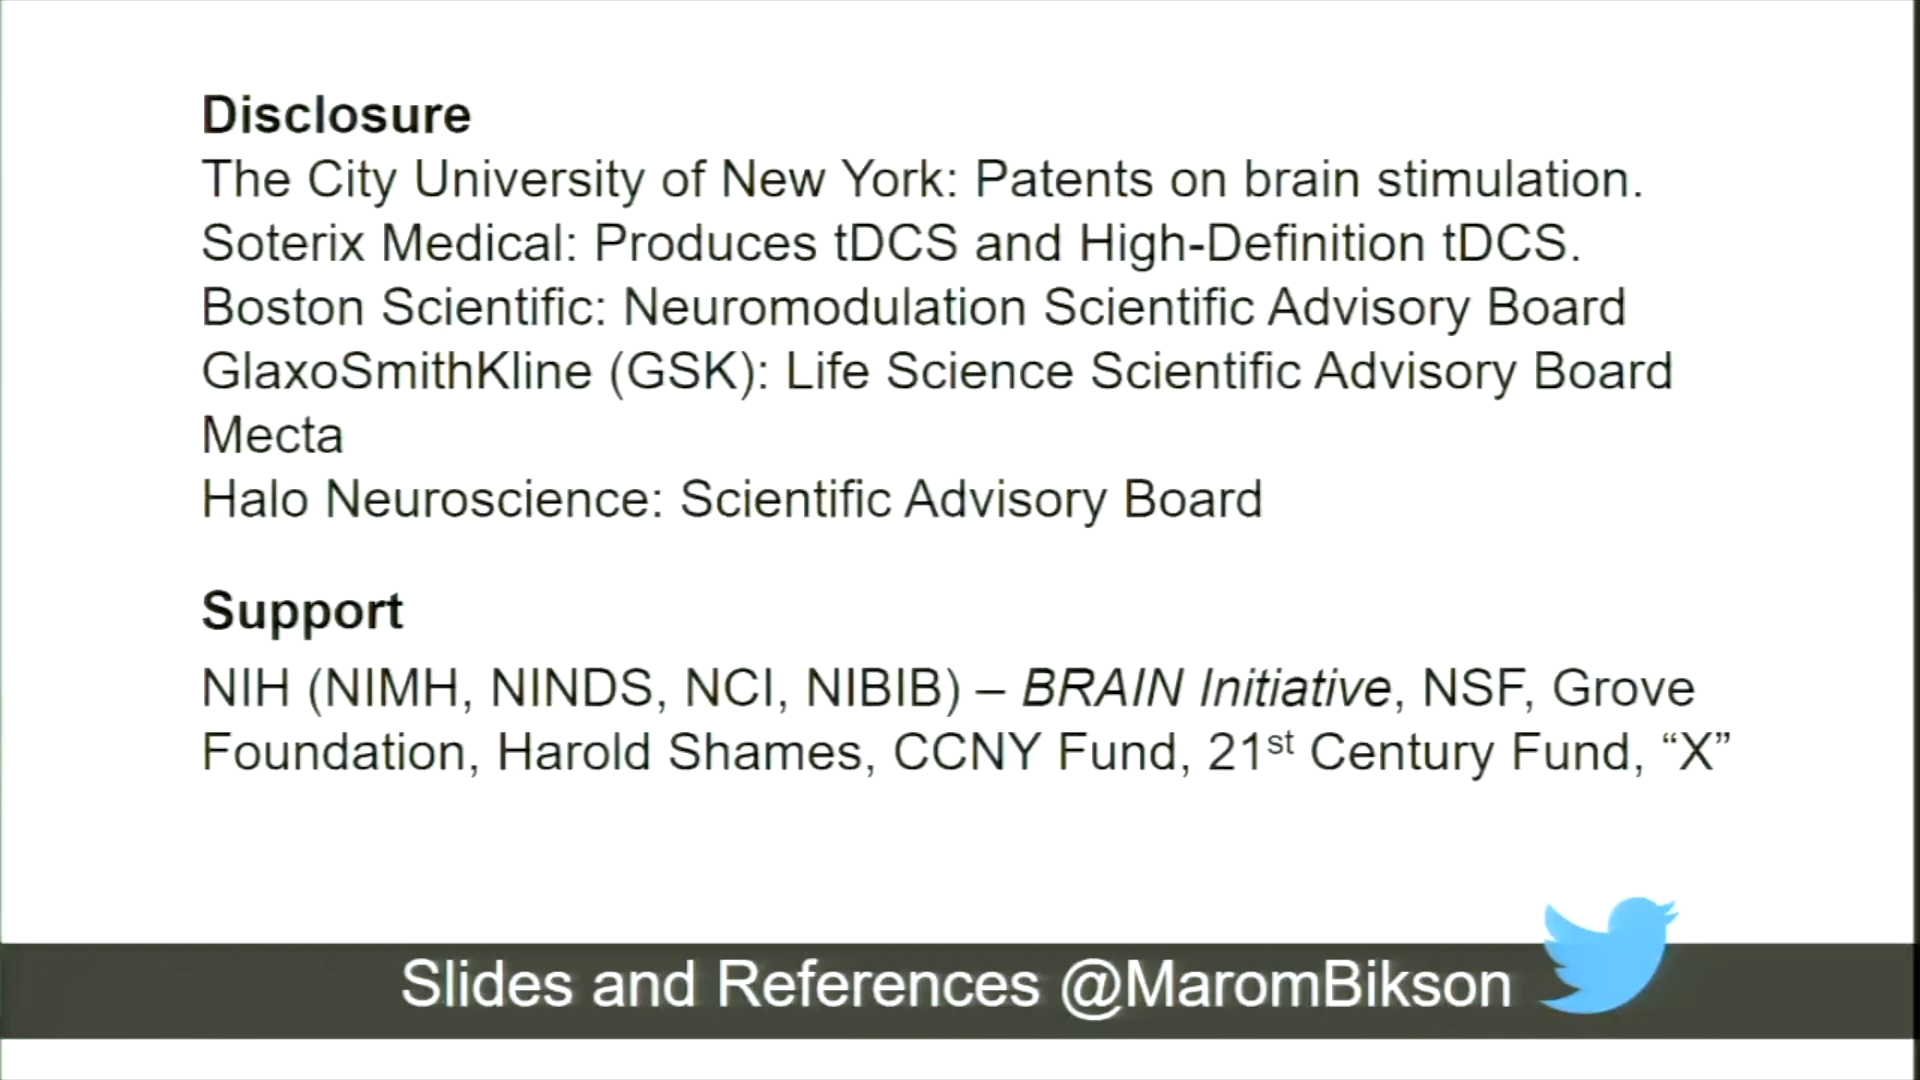 Disclosure
The City University of New York: Patents on brain stimulation.
Soterix Medical: Produces tDCS and High-Definition tDCS.
Boston Scientific: Neuromodulation Scientific Advisory Board
GlaxoSmithKline (GSK): Life Science Scientific Advisory Board
Mecta
Halo Neuroscience: Scientific Advisory Board
Support
NIH (NIMH, NINDS, NCI, NIBIB) – BRAIN Initiative, NSF, Grove
Foundation, Harold Shames, CCNY Fund, 21st Century Fund, “X”
Slides and References @MaromBikson